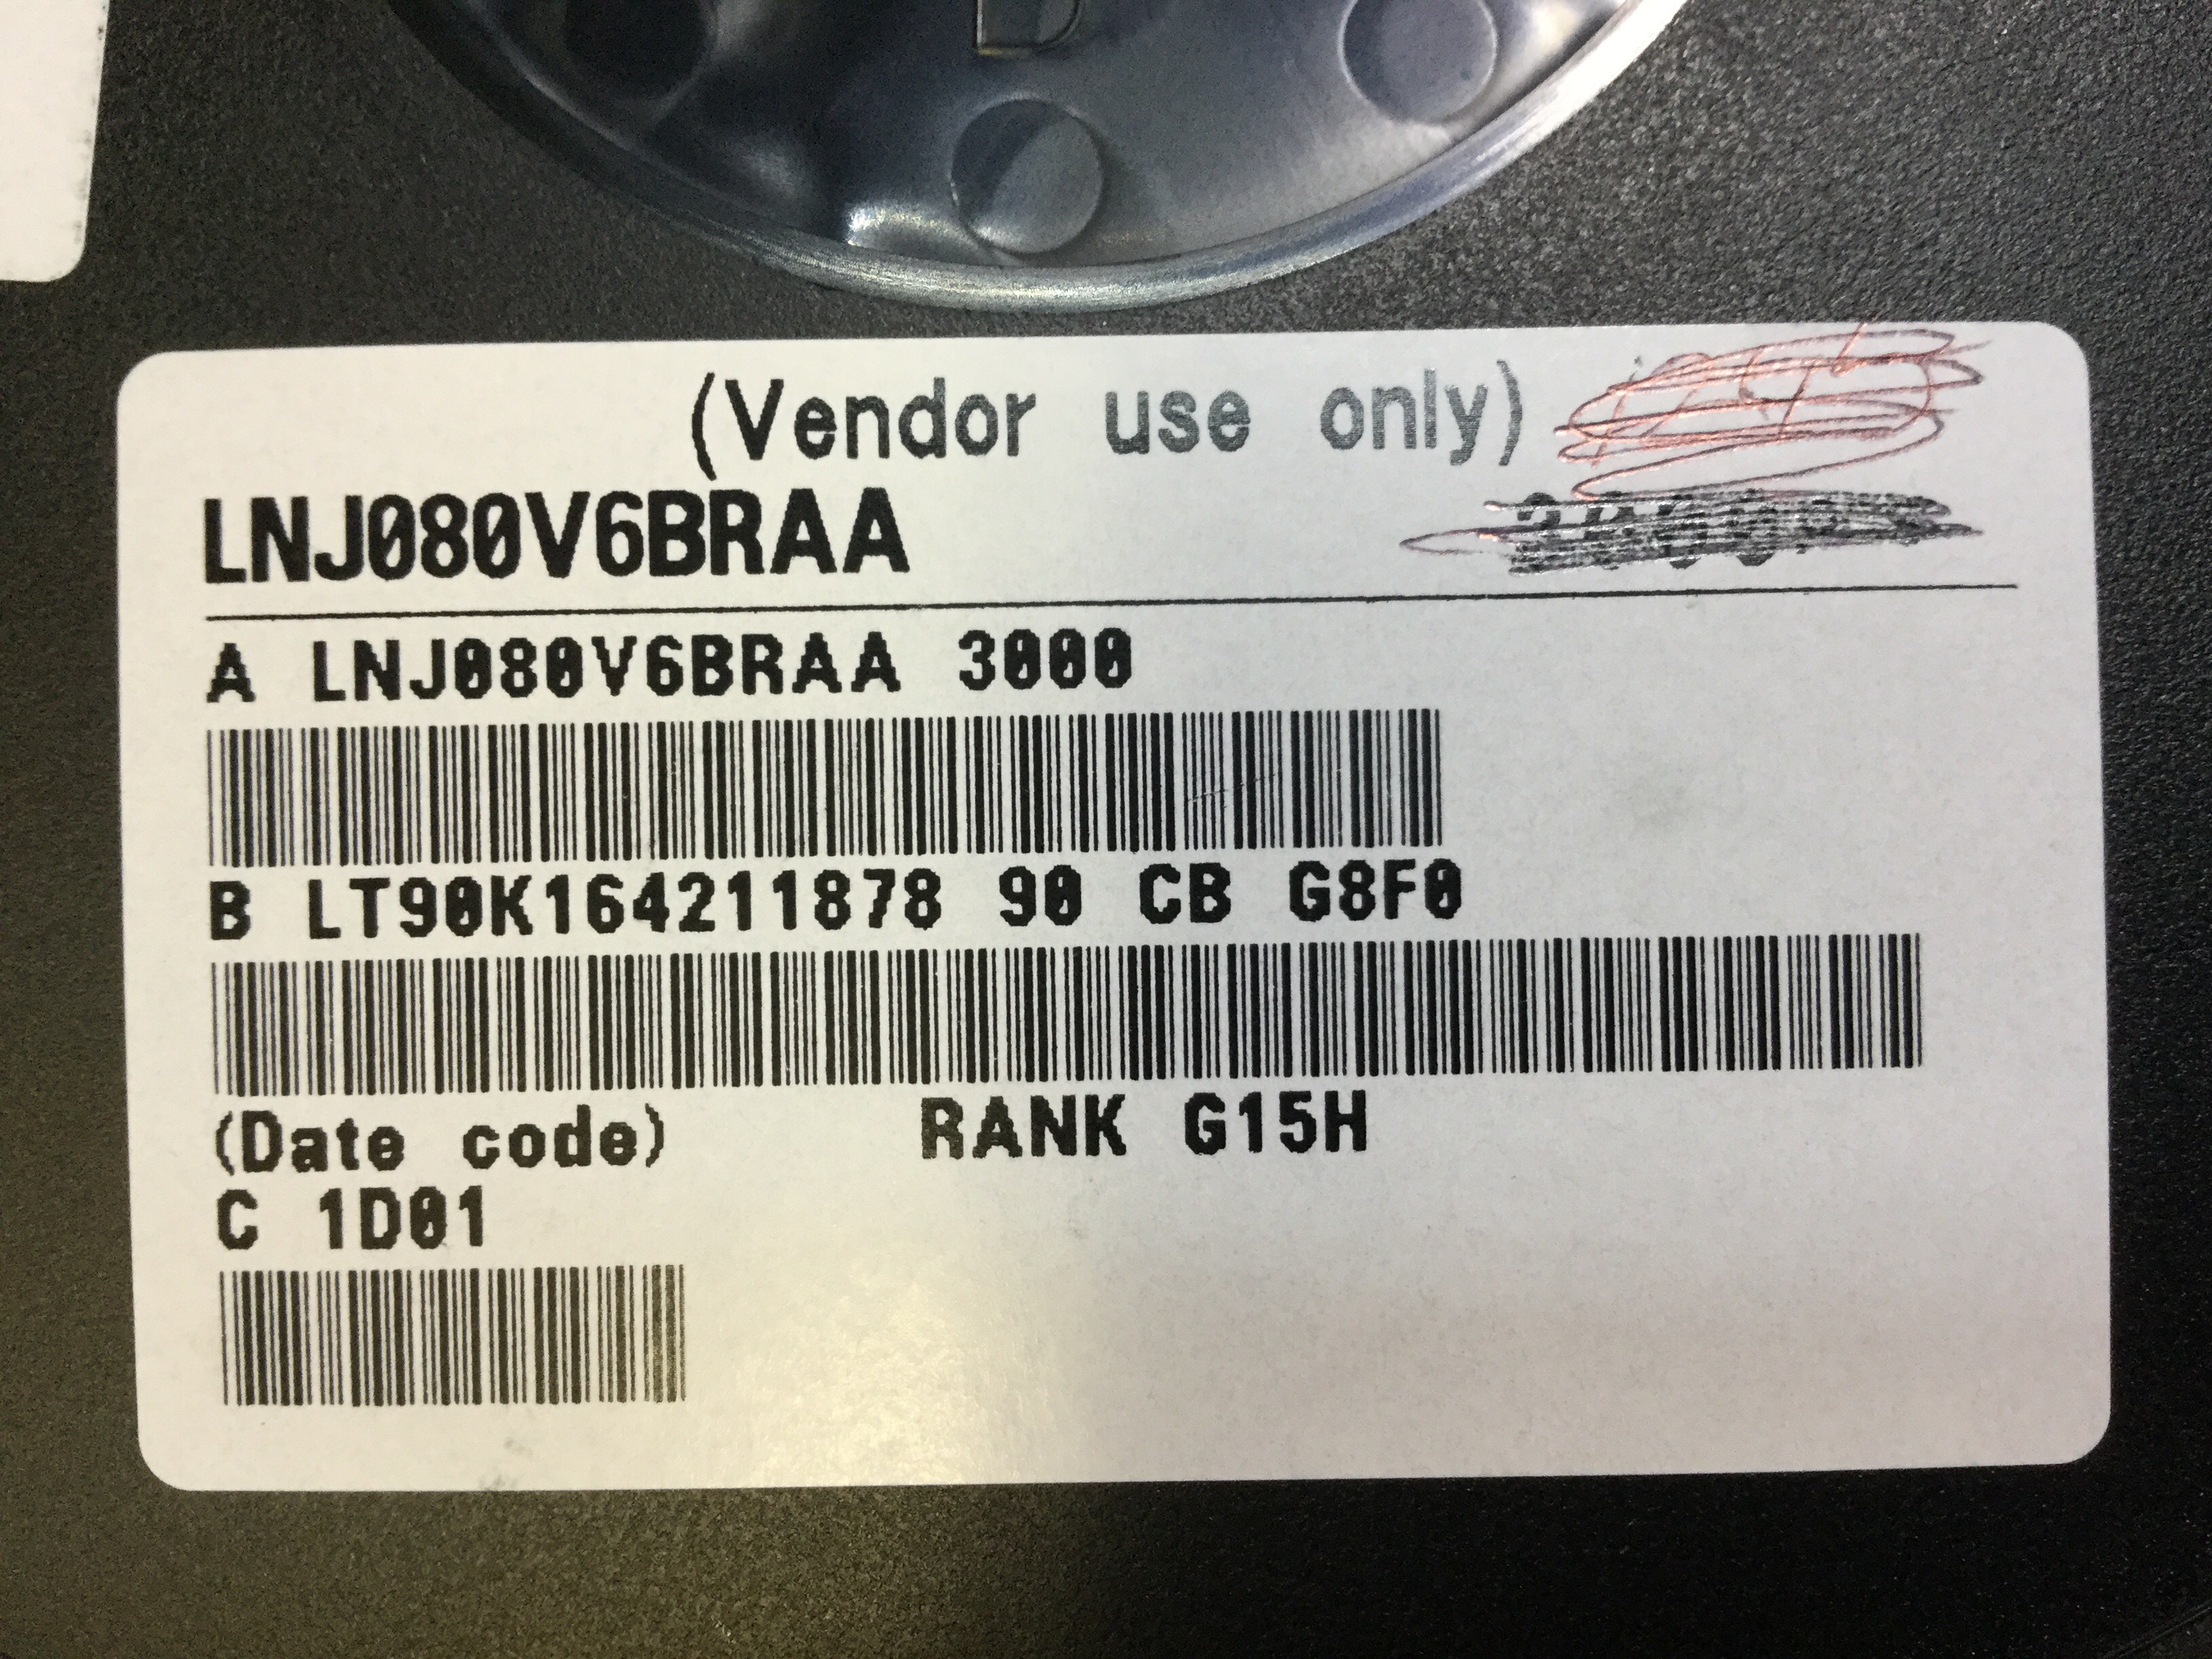 (Vendor use only)
LNJ080V6BRAA
A LNJ080V6BRAA 3000
B LT90K164211878 90 CB G8F0
(Date code) RANK G15H
C 1D01